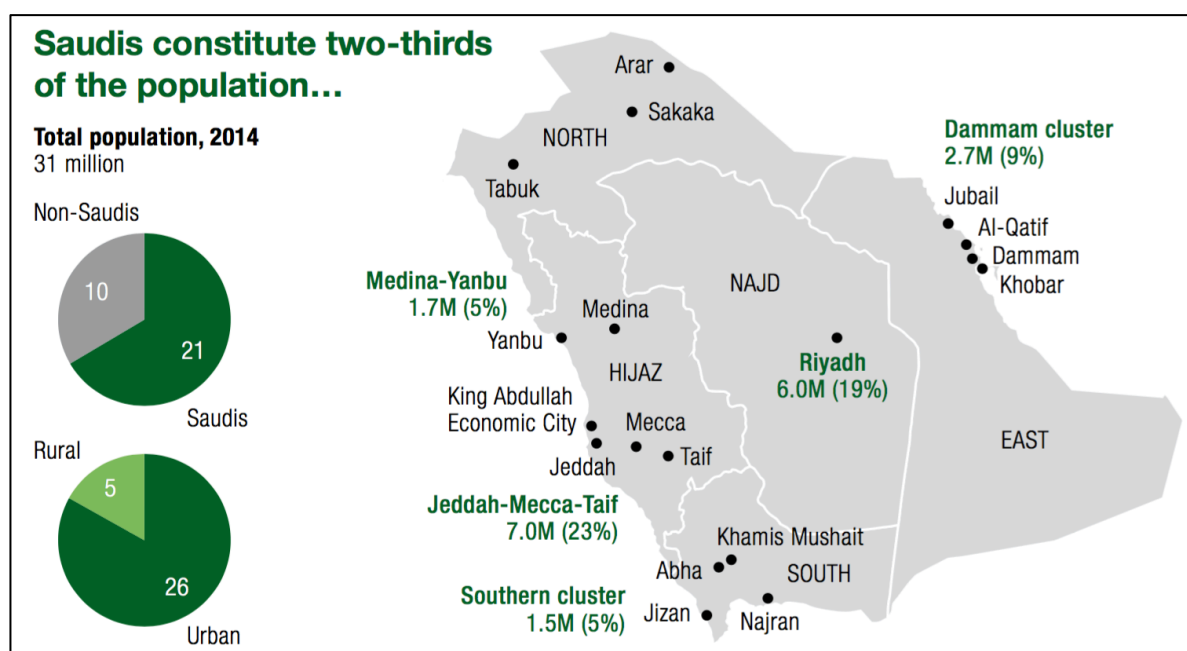 Saudis constitute two-thirds
of the population...
Total population, 2014
31 million
Non-Saudis
10
21
Saudis
Rural
5
26
Urban
Arar
Sakaka
NORTH
Tabuk
Dammam cluster
2.7M (9%)
Jubail
Al-Qatif
Dammam
Khobar
Medina-Yanbu
1.7M (5%)
Medina
Yanbu
NAJD
HIJAZ
Riyadh
6.0M (19%)
King Abdullah
Economic City
Mecca
Jeddah
Taif
EAST
Jeddah-Mecca-Taif
7.0M (23%)
Khamis Mushait
Abha
SOUTH
Southern cluster
1.5M (5%)
Jizan
Najran